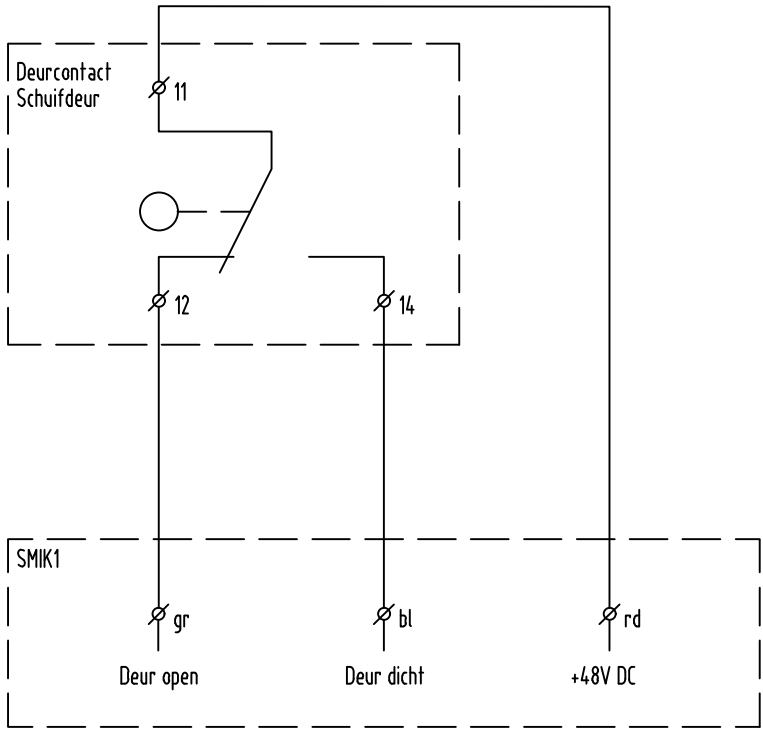 Deurcontact
Schuifdeur
11
12
14
SMIK1
gr
bl
rd
Deur open
Deur dicht
+48V DC